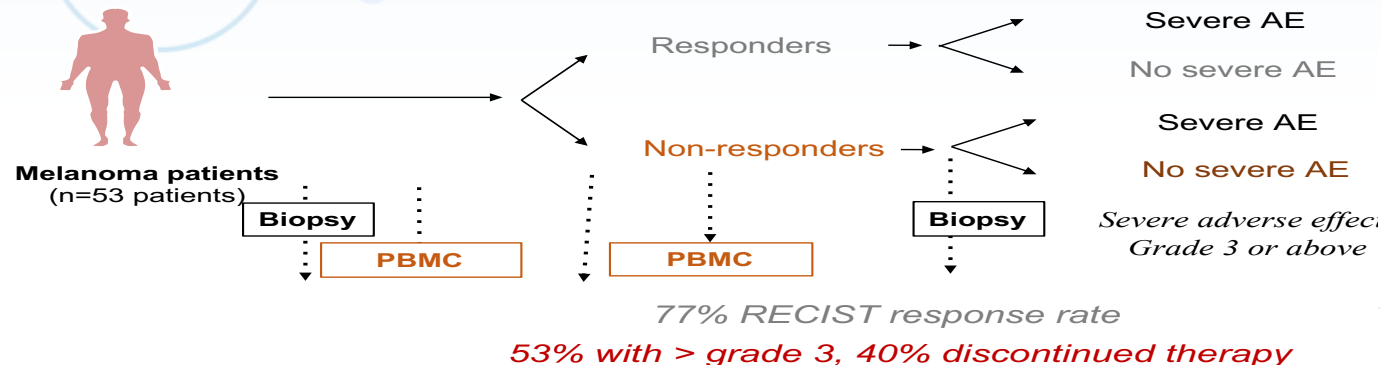 Severe AE
Responders
No severe AE
Severe AE
Non-responders
No severe AE
Melanoma patients
(n=53 patients)
Biopsy
PBMC
PBMC
Biopsy
Severe adverse effect
Grade 3 or above
77% RECIST response rate
53% with > grade 3, 40% discontinued therapy